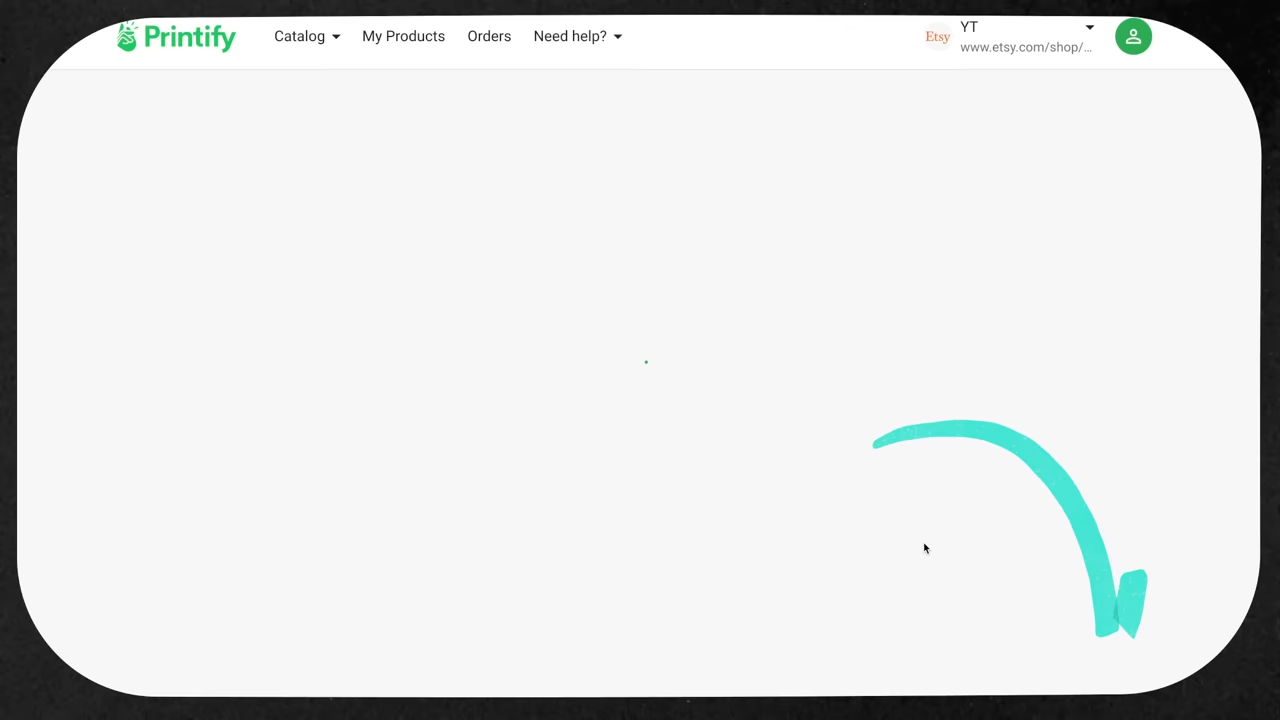 Printify
Catalog
My Products
Orders
Need help?
Etsy
YT
www.etsy.com/shop/...